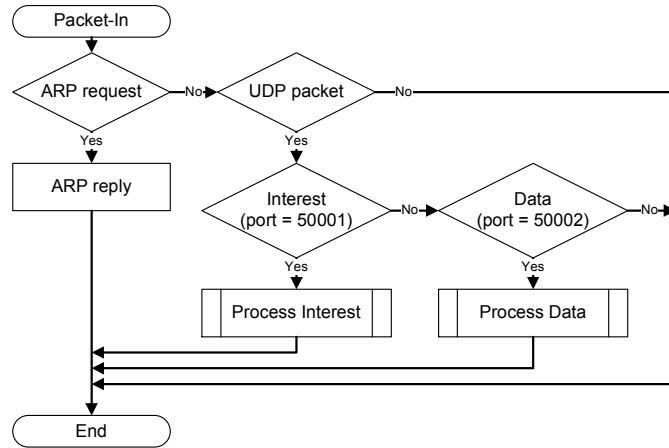 Packet-In
ARP request
No
UDP packet
No
Yes
Yes
ARP reply
Interest
(port = 50001)
No
Data
(port = 50002)
No
Yes
Yes
Process Interest
Process Data
End